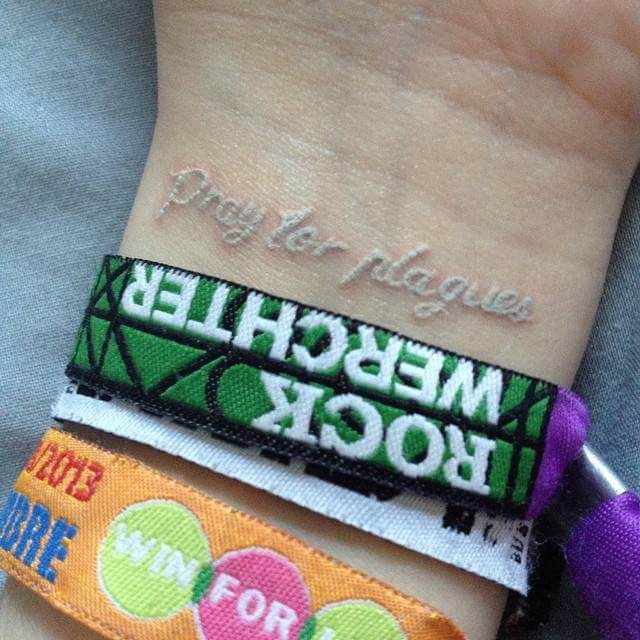 Pray for plagues
ROCK
WERCHTER
/2013
BRE
WIN FOR